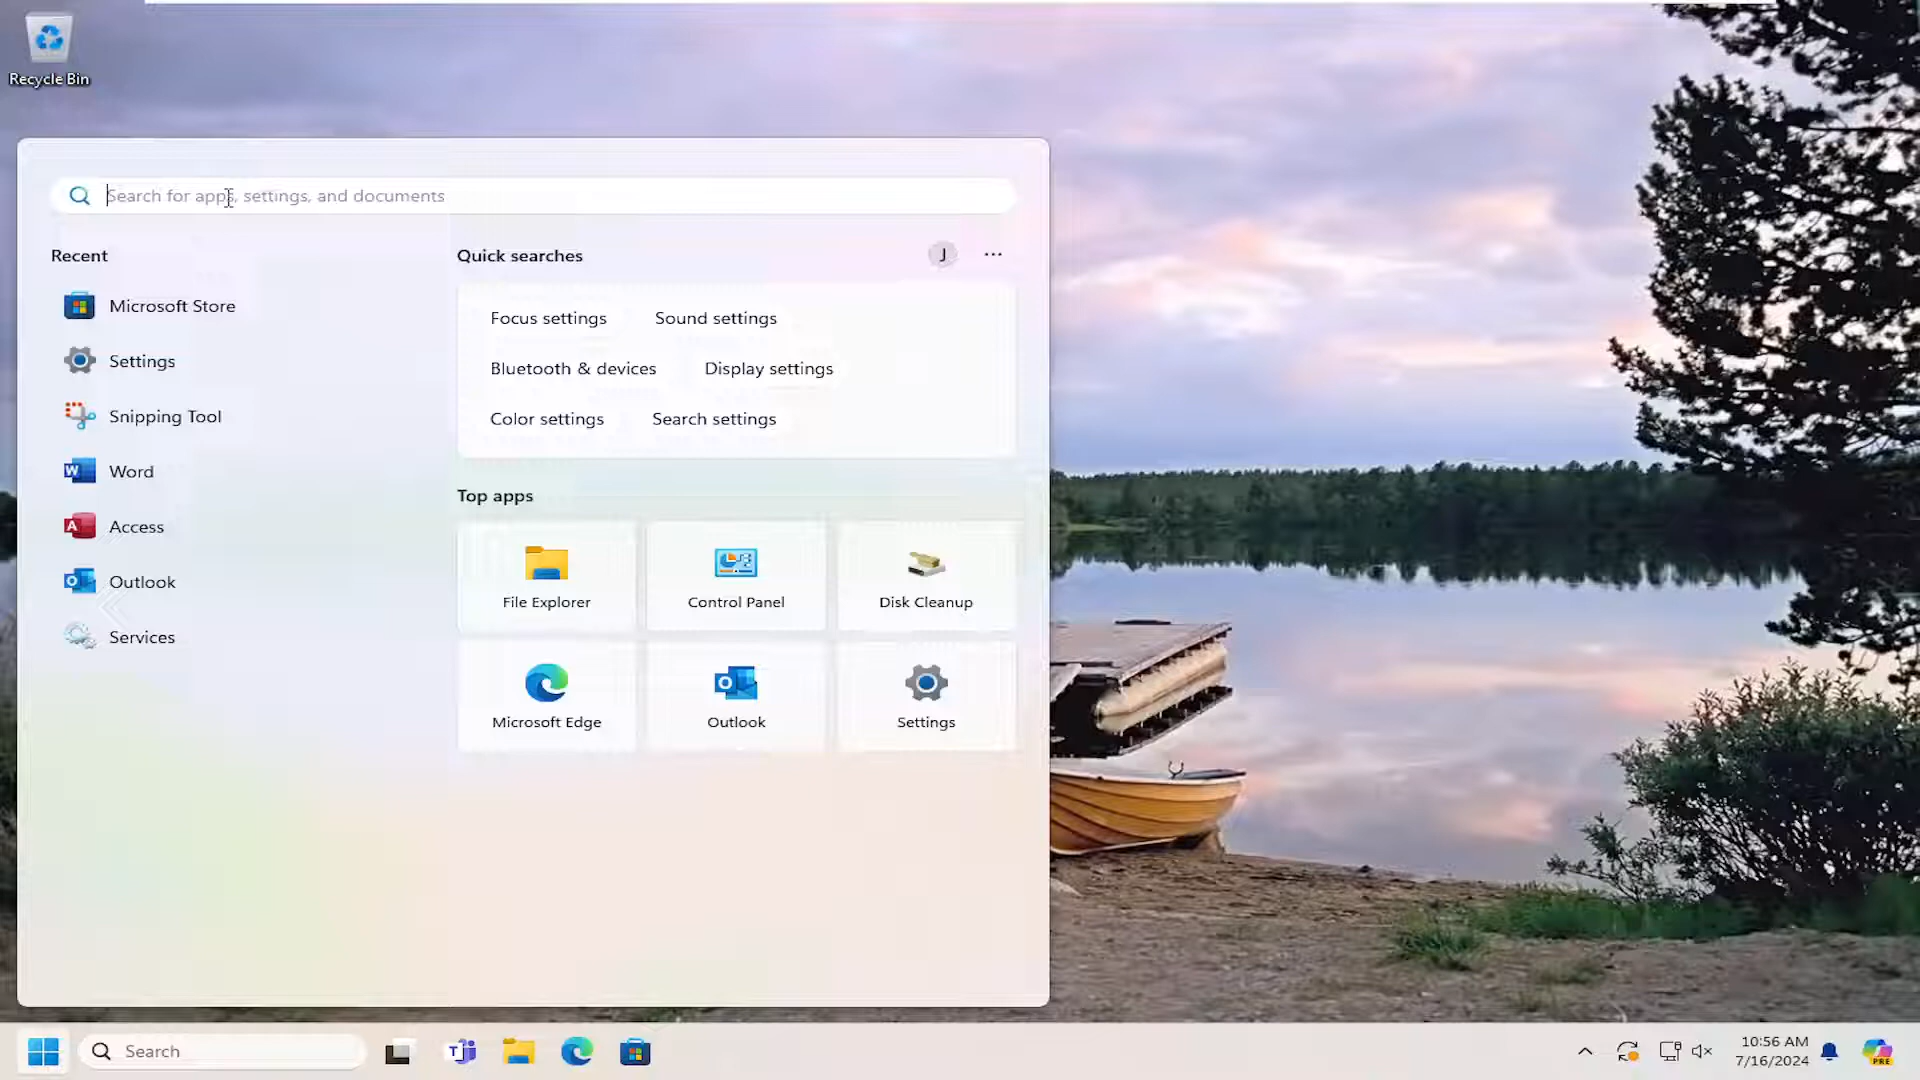 Recycle Bin
Search for apps, settings, and documents
Recent
Microsoft Store
Settings
Snipping Tool
Word
Access
Outlook
Services
Quick searches
J
Focus settings
Sound settings
Bluetooth & devices
Display settings
Color settings
Search settings
Top apps
File Explorer
Control Panel
Disk Cleanup
Microsoft Edge
Outlook
Settings
Search
10:56 AM
7/16/2024
PRE